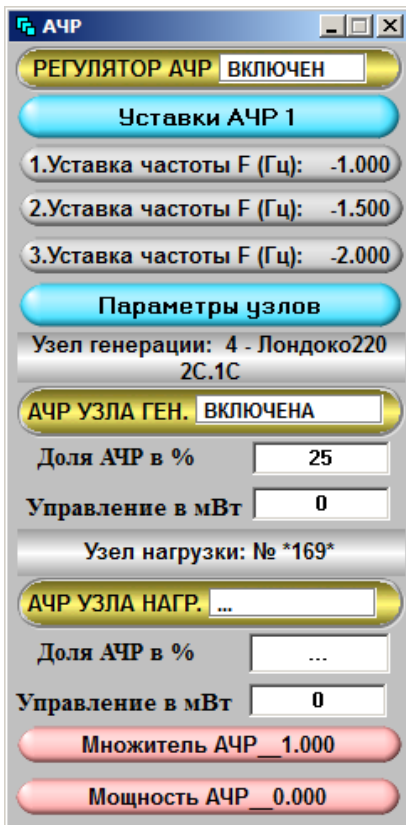 АЧР
РЕГУЛЯТОР АЧР ВКЛЮЧЕН
Уставки АЧР 1
1.Уставка частоты F (Гц): -1.000
2.Уставка частоты F (Гц): -1.500
3.Уставка частоты F (Гц): -2.000
Параметры узлов
Узел генерации: 4 - Лондоко220
2С.1С
АЧР УЗЛА ГЕН. ВКЛЮЧЕНА
Доля АЧР в % 25
Управление в мВт 0
Узел нагрузки: № *169*
АЧР УЗЛА НАГР. ...
Доля АЧР в % ...
Управление в мВт 0
Множитель АЧР__1.000
Мощность АЧР__0.000